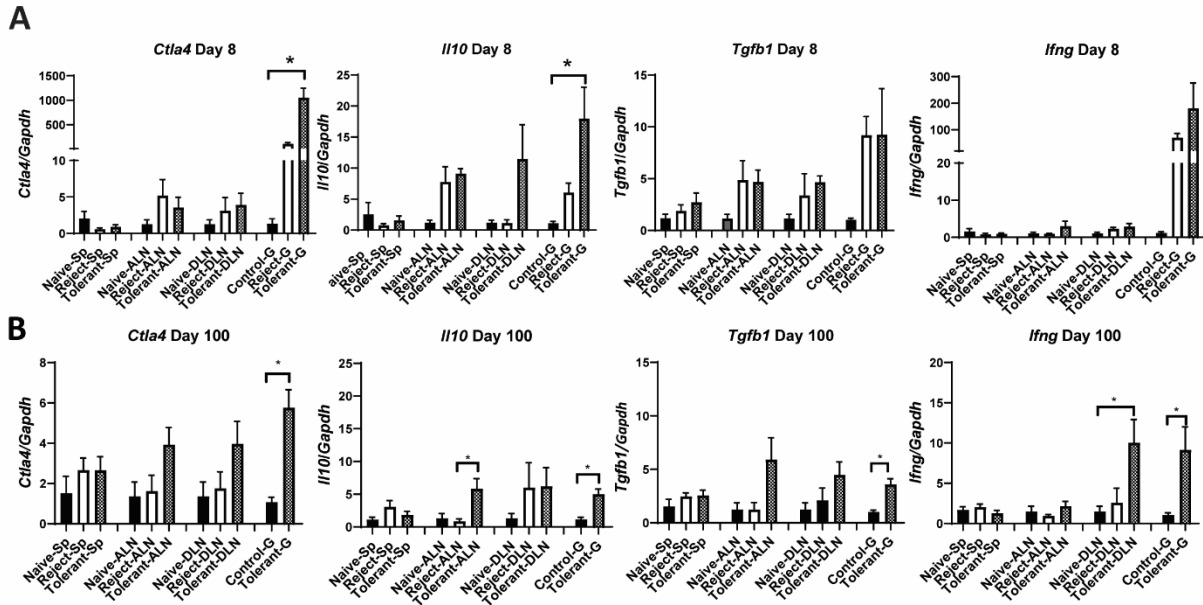 A
Ctla4 Day 8
Il10 Day 8
Tgfb1 Day 8
Ifng Day 8
*
*
Ctla4/Gapdh
1500
1000
500
10
5
0
Il10/Gapdh
25
20
15
10
5
0
Tgfb1/Gapdh
15
10
5
0
Ifng/Gapdh
300
200
100
20
10
0
Naive-Sp
Reject-Sp
Tolerant-Sp
Naive-ALN
Reject-ALN
Tolerant-ALN
Naive-DLN
Reject-DLN
Tolerant-DLN
Control-G
Reject-G
Tolerant-G
aive-Sp
Reject-Sp
Tolerant-Sp
Naive-ALN
Reject-ALN
Tolerant-ALN
Naive-DLN
Reject-DLN
Tolerant-DLN
Control-G
Reject-G
Tolerant-G
Naive-Sp
Reject-Sp
Tolerant-Sp
Naive-ALN
Reject-ALN
Tolerant-ALN
Naive-DLN
Reject-DLN
Tolerant-DLN
Control-G
Reject-G
Tolerant-G
Naive-Sp
Reject-Sp
Tolerant-Sp
Naive-ALN
Reject-ALN
Tolerant-ALN
Naive-DLN
Reject-DLN
Tolerant-DLN
Control-G
Reject-G
Tolerant-G
B
Ctla4 Day 100
Il10 Day 100
Tgfb1 Day 100
Ifng Day 100
*
*
*
*
*
*
Ctla4/Gapdh
8
6
4
2
0
Il10/Gapdh
25
20
15
10
5
0
Tgfb1/Gapdh
15
10
5
0
Ifng/Gapdh
20
15
10
5
0
Naive-Sp
Reject-Sp
Tolerant-Sp
Naive-ALN
Reject-ALN
Tolerant-ALN
Naive-DLN
Reject-DLN
Tolerant-DLN
Control-G
Tolerant-G
Naive-Sp
Reject-Sp
Tolerant-Sp
Naive-ALN
Reject-ALN
Tolerant-ALN
Naive-DLN
Reject-DLN
Tolerant-DLN
Control-G
Tolerant-G
Naive-Sp
Reject-Sp
Tolerant-Sp
Naive-ALN
Reject-ALN
Tolerant-ALN
Naive-DLN
Reject-DLN
Tolerant-DLN
Control-G
Tolerant-G
Naive-Sp
Reject-Sp
Tolerant-Sp
Naive-ALN
Reject-ALN
Tolerant-ALN
Naive-DLN
Reject-DLN
Tolerant-DLN
Control-G
Tolerant-G